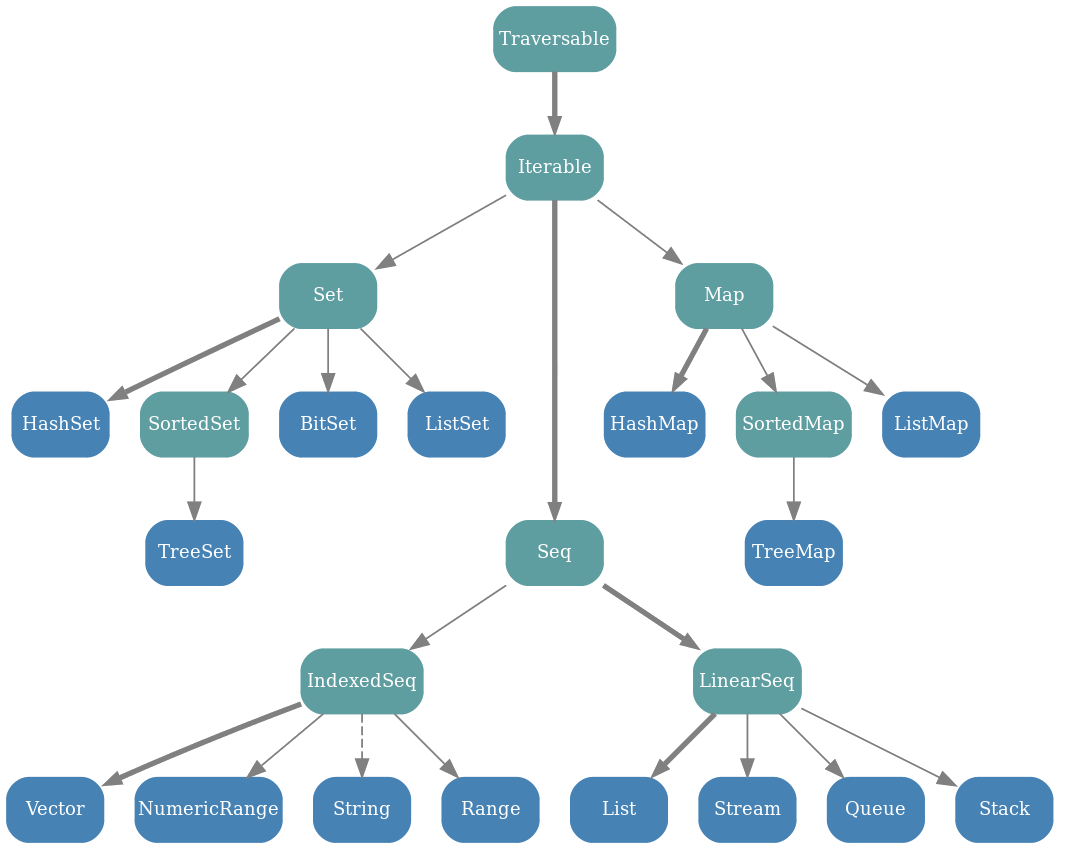 Traversable
Iterable
Set
Map
HashSet
SortedSet
BitSet
ListSet
HashMap
SortedMap
ListMap
TreeSet
Seq
TreeMap
IndexedSeq
LinearSeq
Vector
NumericRange
String
Range
List
Stream
Queue
Stack